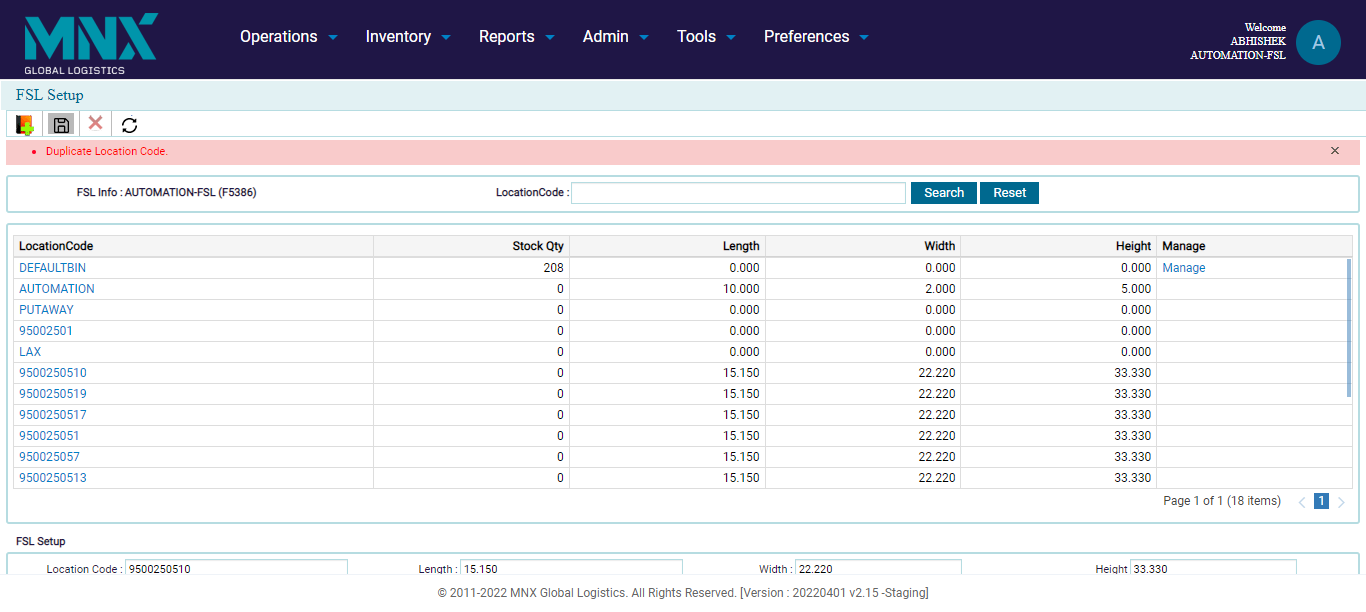 MNX
GLOBAL LOGISTICS
Operations Inventory Reports Admin Tools Preferences
Welcome
ABHISHEK
AUTOMATION-FSL
A
FSL Setup
Duplicate Location Code.
FSL Info : AUTOMATION-FSL (F5386) LocationCode : Search Reset
LocationCode Stock Qty Length Width Height Manage
DEFAULTBIN 208 0.000 0.000 0.000 Manage
AUTOMATION 0 10.000 2.000 5.000
PUTAWAY 0 0.000 0.000 0.000
95002501 0 0.000 0.000 0.000
LAX 0 0.000 0.000 0.000
9500250510 0 15.150 22.220 33.330
9500250519 0 15.150 22.220 33.330
9500250517 0 15.150 22.220 33.330
950025051 0 15.150 22.220 33.330
950025057 0 15.150 22.220 33.330
9500250513 0 15.150 22.220 33.330
Page 1 of 1 (18 items) 1
FSL Setup
Location Code : 9500250510 Length : 15.150 Width : 22.220 Height 33.330
© 2011-2022 MNX Global Logistics. All Rights Reserved. [Version : 20220401 v2.15 -Staging]